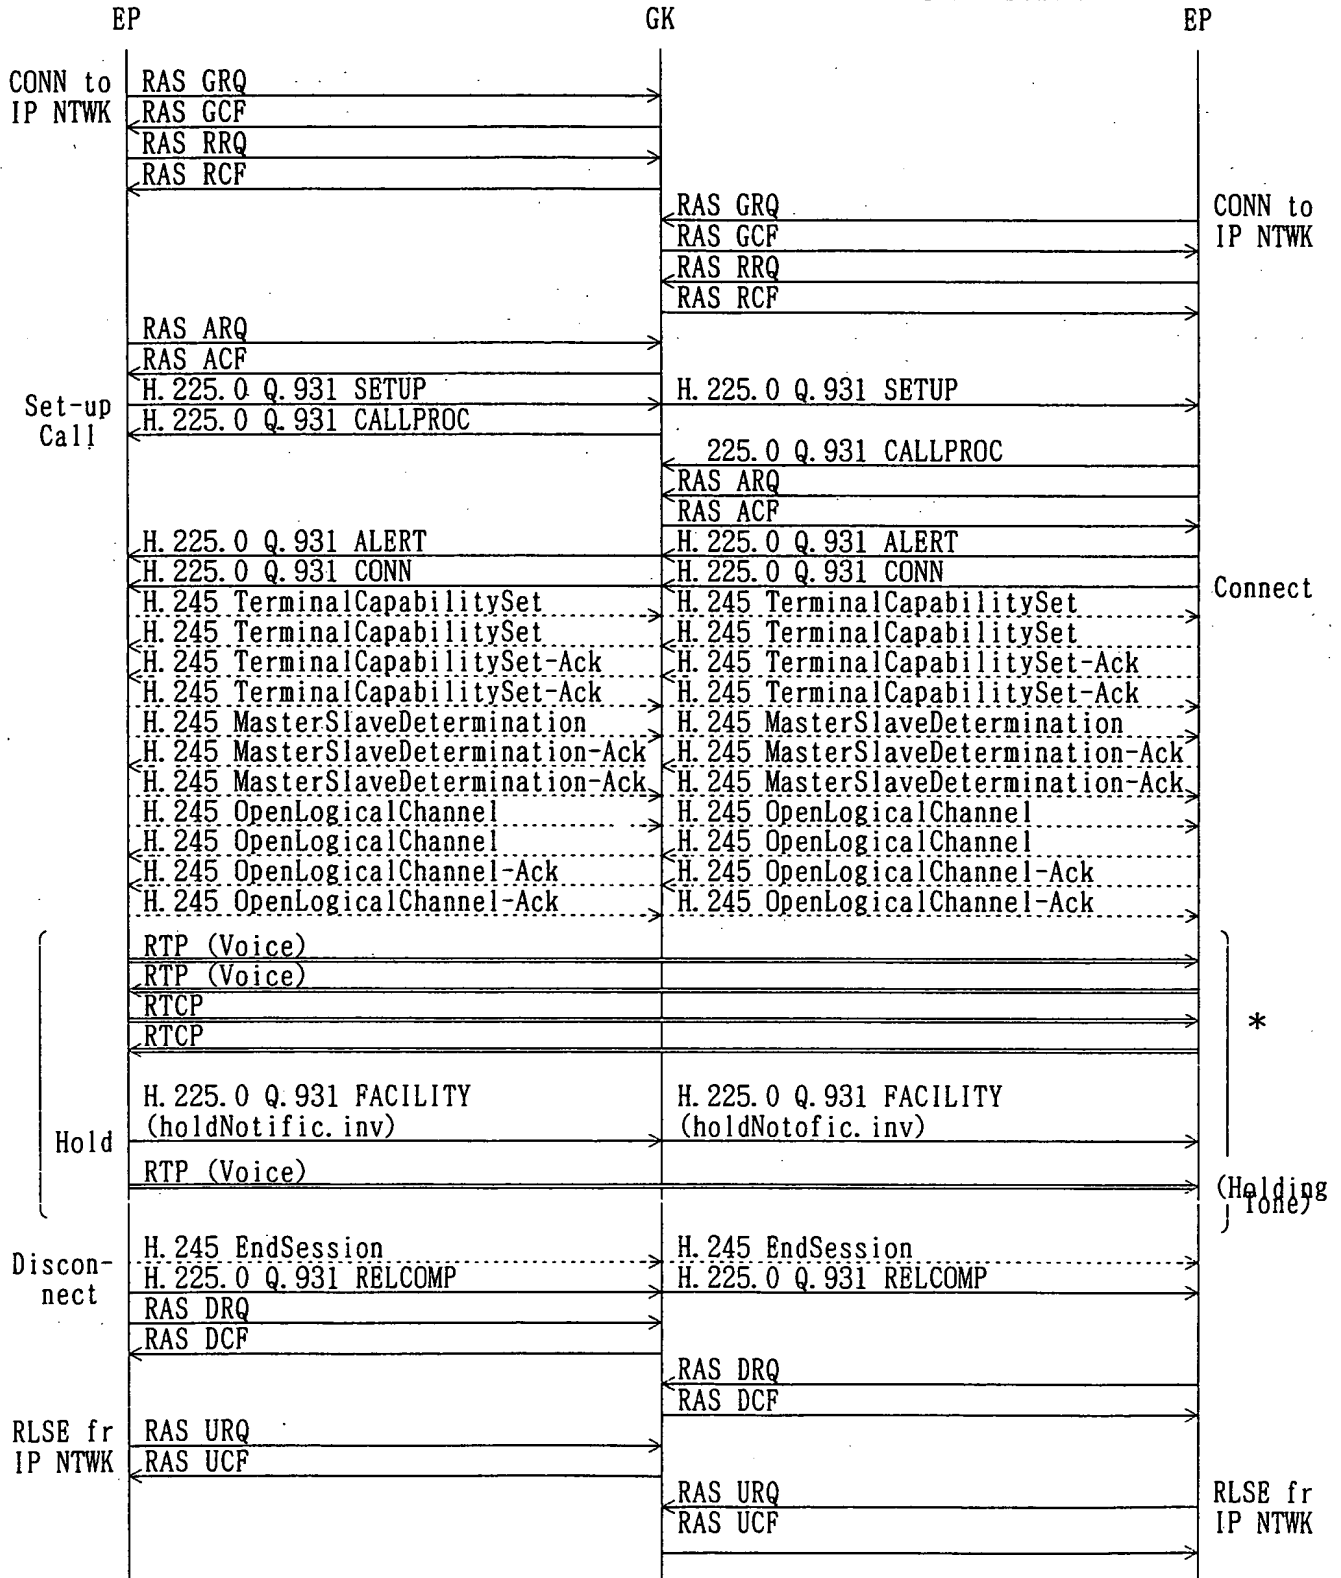 EP GK EP
CONN to
IP NTWK
RAS GRQ
RAS GCF
RAS RRQ
RAS RCF
RAS GRQ
RAS GCF
RAS RRQ
RAS RCF
CONN to
IP NTWK
RAS ARQ
RAS ACF
Set-up
Call
H.225.0 Q.931 SETUP H.225.0 Q.931 SETUP
H.225.0 Q.931 CALLPROC
225.0 Q.931 CALLPROC
RAS ARQ
RAS ACF
H.225.0 Q.931 ALERT H.225.0 Q.931 ALERT
H.225.0 Q.931 CONN H.225.0 Q.931 CONN
Connect
H.245 TerminalCapabilitySet H.245 TerminalCapabilitySet
H.245 TerminalCapabilitySet H.245 TerminalCapabilitySet
H.245 TerminalCapabilitySet-Ack H.245 TerminalCapabilitySet-Ack
H.245 TerminalCapabilitySet-Ack H.245 TerminalCapabilitySet-Ack
H.245 MasterSlaveDetermination H.245 MasterSlaveDetermination
H.245 MasterSlaveDetermination-Ack H.245 MasterSlaveDetermination-Ack
H.245 MasterSlaveDetermination-Ack H.245 MasterSlaveDetermination-Ack
H.245 OpenLogicalChannel H.245 OpenLogicalChannel
H.245 OpenLogicalChannel H.245 OpenLogicalChannel
H.245 OpenLogicalChannel-Ack H.245 OpenLogicalChannel-Ack
H.245 OpenLogicalChannel-Ack H.245 OpenLogicalChannel-Ack
RTP (Voice)
RTP (Voice)
RTCP
RTCP
*
H.225.0 Q.931 FACILITY H.225.0 Q.931 FACILITY
(holdNotific.inv) (holdNotofic.inv)
Hold
RTP (Voice)
(Holding
Tone)
H.245 EndSession H.245 EndSession
Discon-
nect
H.225.0 Q.931 RELCOMP H.225.0 Q.931 RELCOMP
RAS DRQ
RAS DCF
RAS DRQ
RAS DCF
RLSE fr
IP NTWK
RAS URQ
RAS UCF
RAS URQ
RAS UCF
RLSE fr
IP NTWK